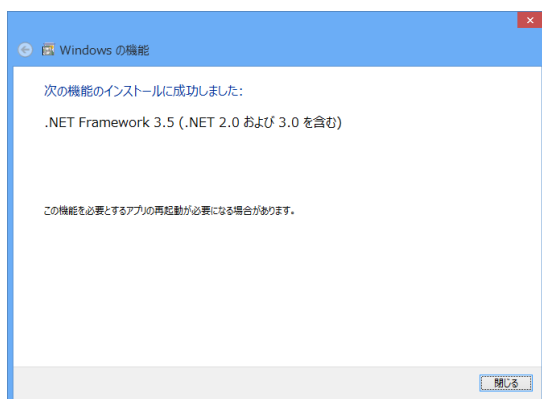 Windows の機能
次の機能のインストールに成功しました:
.NET Framework 3.5 (.NET 2.0 および 3.0 を含む)
この機能を必要とするアプリの再起動が必要になる場合があります。
閉じる